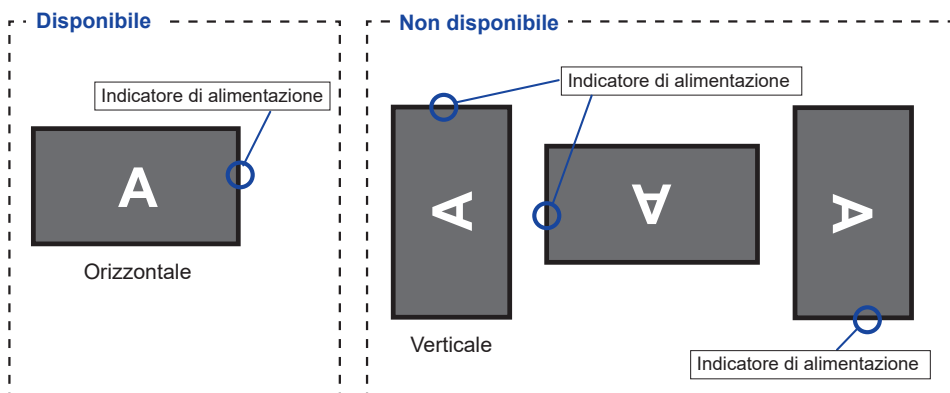 Disponibile
Indicatore di alimentazione
A
Orizzontale
Non disponibile
Indicatore di alimentazione
A
A
A
Verticale
Indicatore di alimentazione